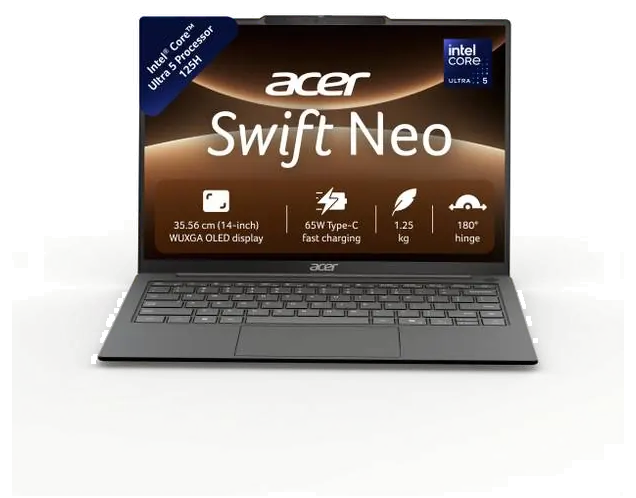 Intel® Core™
Ultra 5 Processor
125H
intel
CORE
ULTRA 5
acer
Swift Neo
35.56 cm (14-inch)
WUXGA OLED display
65W Type-C
fast charging
1.25
kg
180°
hinge
acer